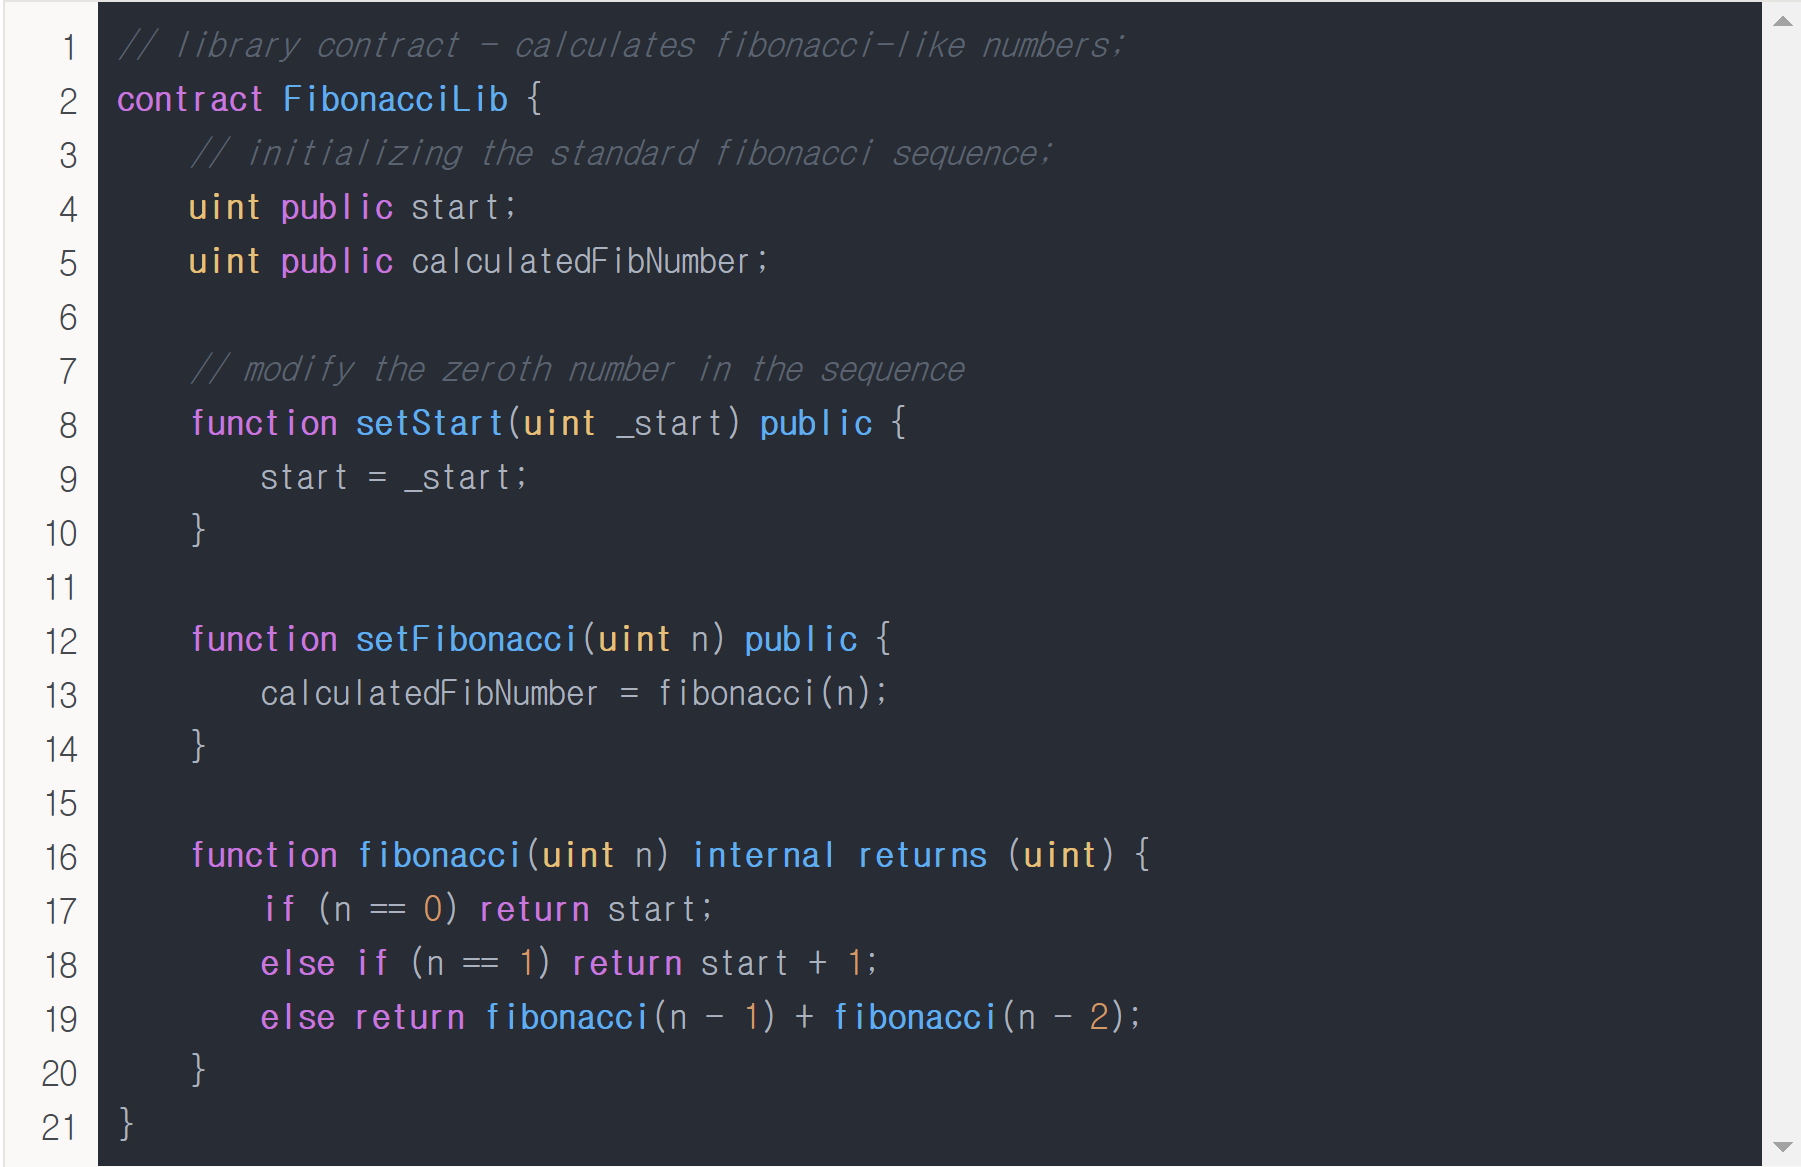 1 // library contract - calculates fibonacci-like numbers;
2 contract FibonacciLib {
3     // initializing the standard fibonacci sequence;
4     uint public start;
5     uint public calculatedFibNumber;
6
7     // modify the zeroth number in the sequence
8     function setStart(uint _start) public {
9         start = _start;
10     }
11
12     function setFibonacci(uint n) public {
13         calculatedFibNumber = fibonacci(n);
14     }
15
16     function fibonacci(uint n) internal returns (uint) {
17         if (n == 0) return start;
18         else if (n == 1) return start + 1;
19         else return fibonacci(n - 1) + fibonacci(n - 2);
20     }
21 }